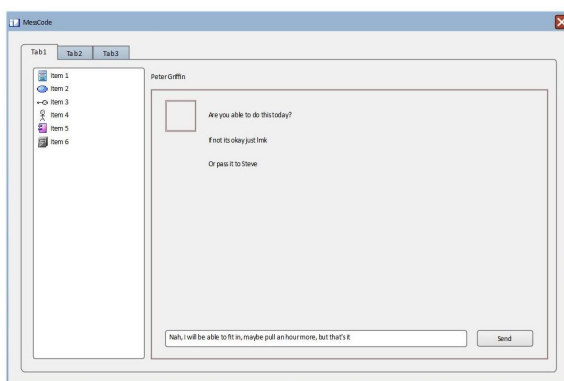 MessCode
Tab1 Tab2 Tab3
Item 1
Item 2
Item 3
Item 4
Item 5
Item 6
Peter Griffin
Are you able to do this today?
If not its okay just lmk
Or pass it to Steve
Nah, I will be able to fit in, maybe pull an hour more, but that's it
Send